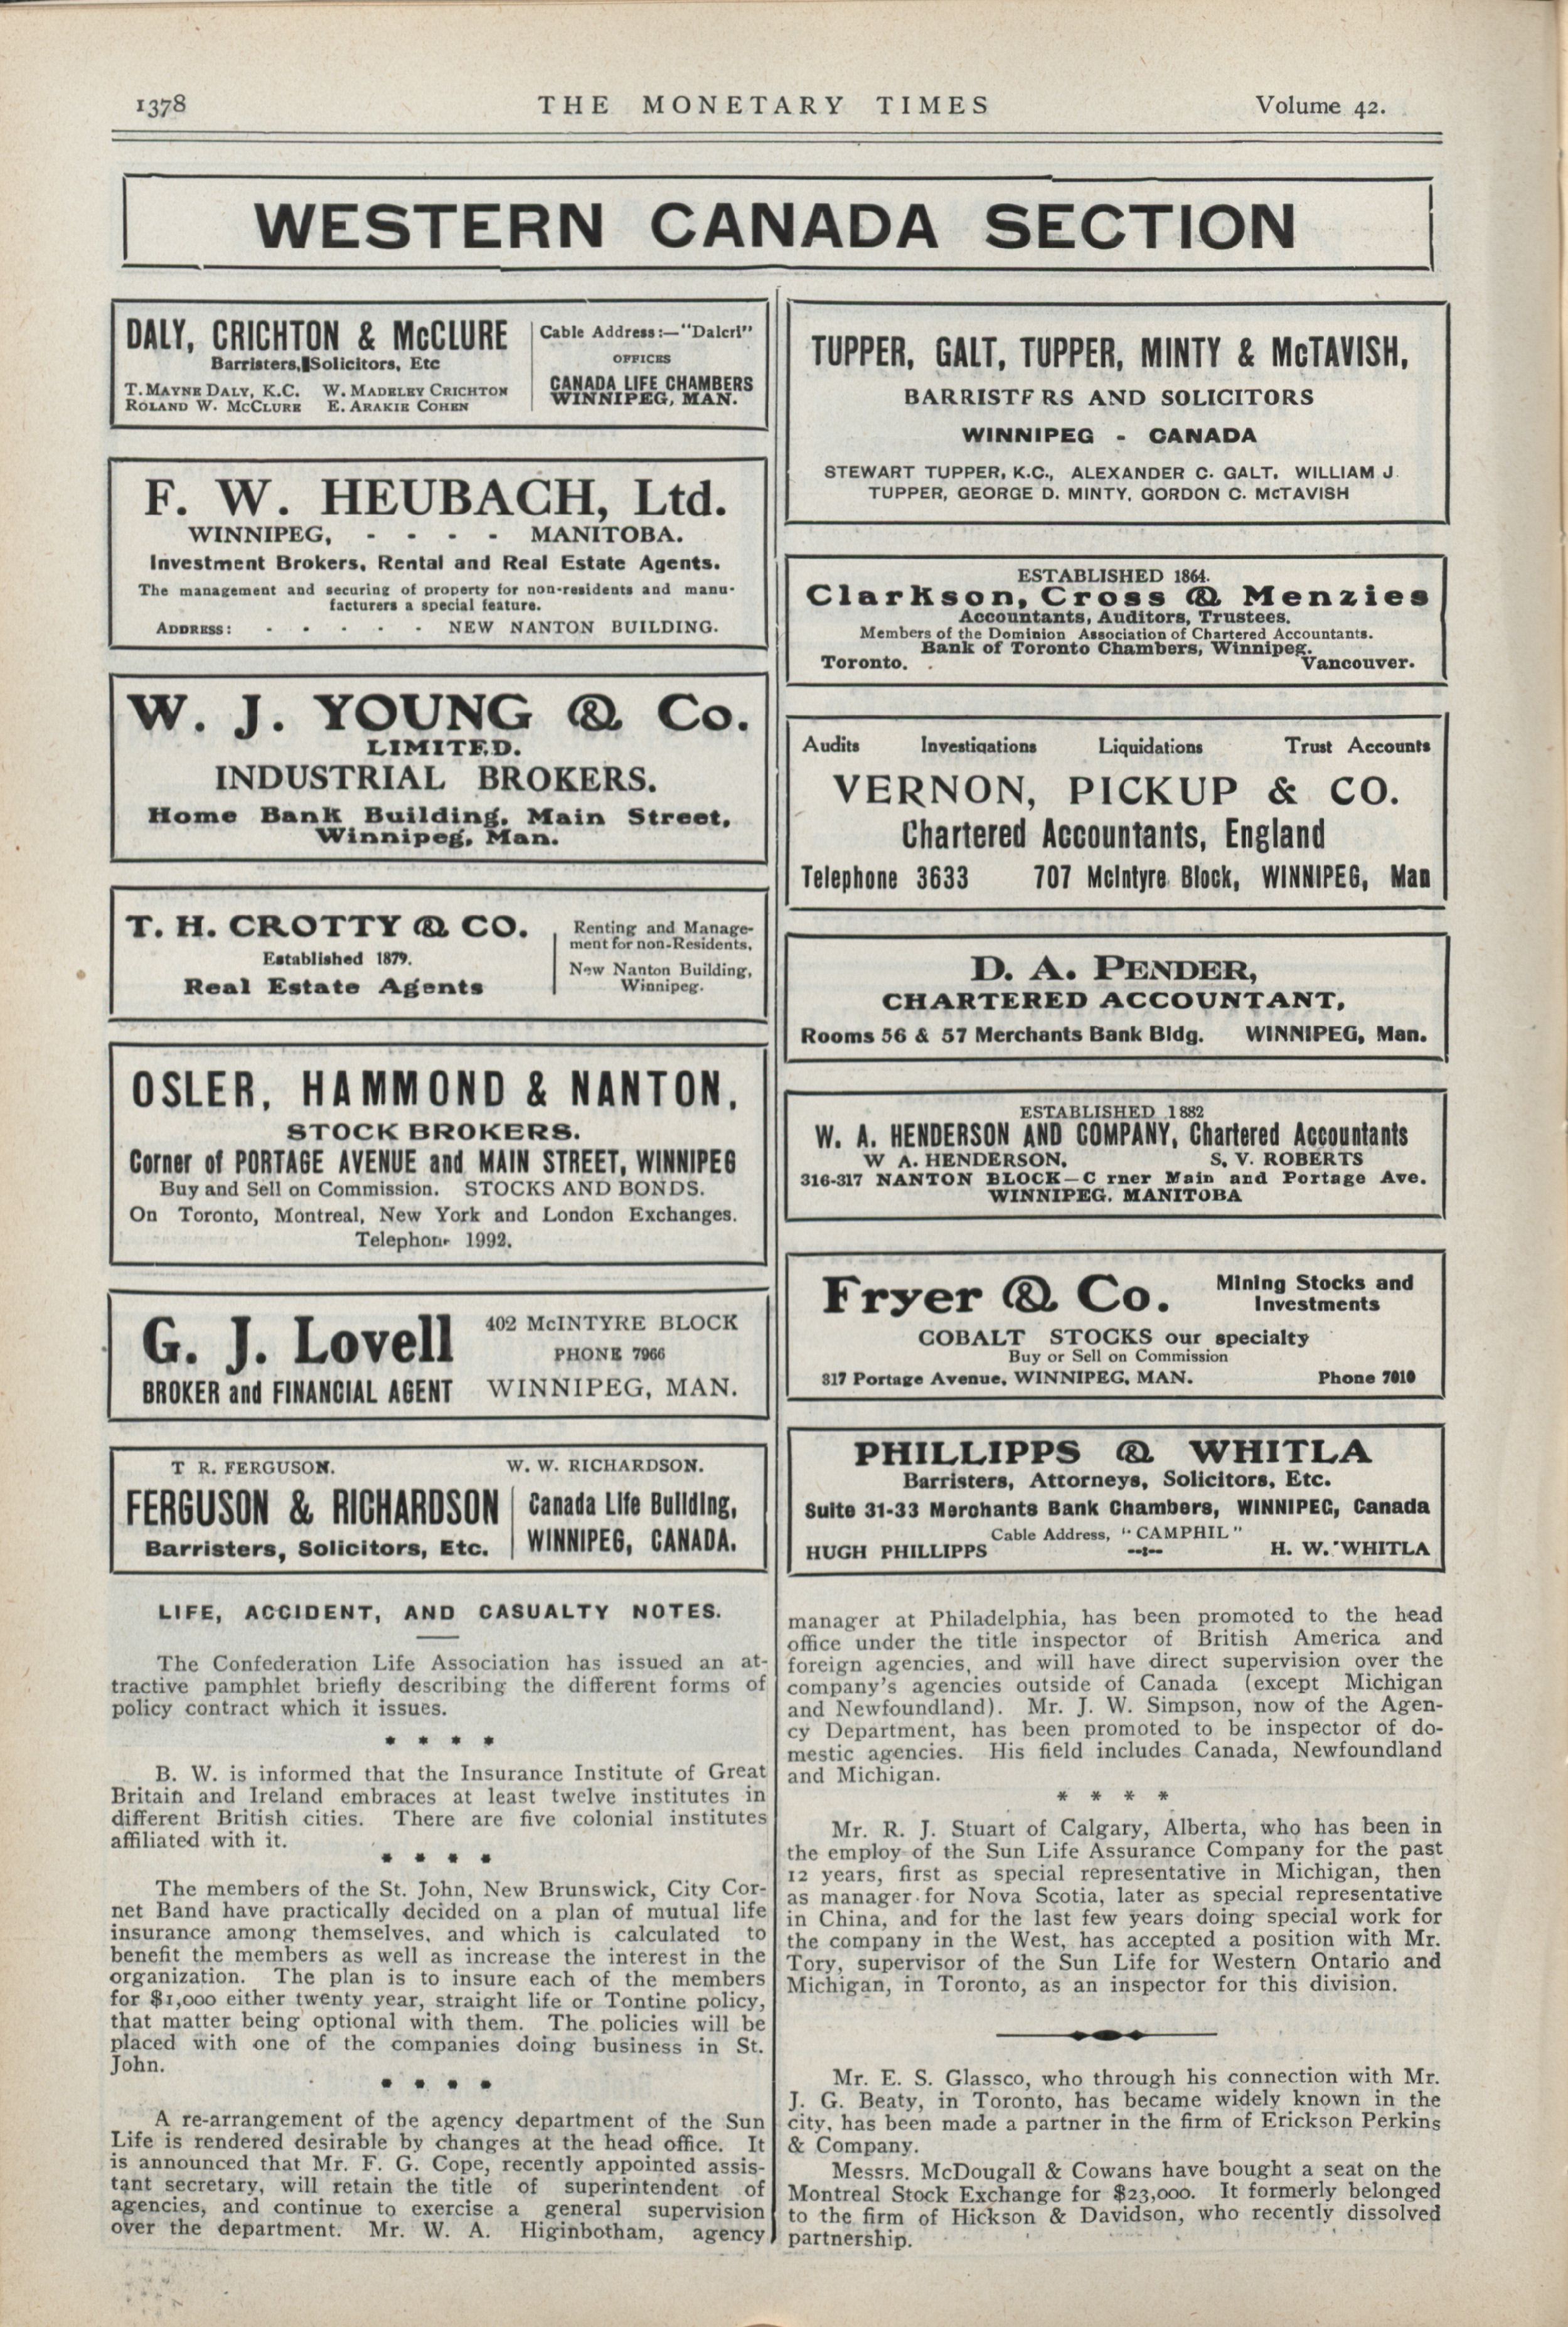 1378
THE MONETARY TIMES
Volume 42.
WESTERN CANADA SECTION
DALY, CRICHTON & McCLURE
Barristers, Solicitors, Etc
T. MAYNE DALY, K.C. W. MADELEY CRICHTON
ROLAND W. McCLURE E. ARAKIE COHEN
Cable Address:—"Dalcri"
OFFICES
CANADA LIFE CHAMBERS
WINNIPEG, MAN.
F. W. HEUBACH, Ltd.
WINNIPEG, - - - - MANITOBA.
Investment Brokers, Rental and Real Estate Agents.
The management and securing of property for non-residents and manu-
facturers a special feature.
ADDRESS: - - - - - NEW NANTON BUILDING.
W. J. YOUNG & Co.
LIMITED.
INDUSTRIAL BROKERS.
Home Bank Building, Main Street,
Winnipeg, Man.
T. H. CROTTY & CO.
Established 1879.
Real Estate Agents
Renting and Manage-
ment for non-Residents,
New Nanton Building,
Winnipeg.
OSLER, HAMMOND & NANTON,
STOCK BROKERS.
Corner of PORTAGE AVENUE and MAIN STREET, WINNIPEG
Buy and Sell on Commission. STOCKS AND BONDS.
On Toronto, Montreal, New York and London Exchanges.
Telephone 1992.
G. J. Lovell
BROKER and FINANCIAL AGENT
402 McINTYRE BLOCK
PHONE 7966
WINNIPEG, MAN.
T R. FERGUSON. W. W. RICHARDSON.
FERGUSON & RICHARDSON
Barristers, Solicitors, Etc.
Canada Life Building,
WINNIPEG, CANADA.
LIFE, ACCIDENT, AND CASUALTY NOTES.
The Confederation Life Association has issued an at-
tractive pamphlet briefly describing the different forms of
policy contract which it issues.
* * * *
B. W. is informed that the Insurance Institute of Great
Britain and Ireland embraces at least twelve institutes in
different British cities. There are five colonial institutes
affiliated with it.
* * * *
The members of the St. John, New Brunswick, City Cor-
net Band have practically decided on a plan of mutual life
insurance among themselves, and which is calculated to
benefit the members as well as increase the interest in the
organization. The plan is to insure each of the members
for $1,000 either twenty year, straight life or Tontine policy,
that matter being optional with them. The policies will be
placed with one of the companies doing business in St.
John.
* * * *
A re-arrangement of the agency department of the Sun
Life is rendered desirable by changes at the head office. It
is announced that Mr. F. G. Cope, recently appointed assis-
tant secretary, will retain the title of superintendent of
agencies, and continue to exercise a general supervision
over the department. Mr. W. A. Higinbotham, agency
TUPPER, GALT, TUPPER, MINTY & McTAVISH,
BARRISTERS AND SOLICITORS
WINNIPEG - CANADA
STEWART TUPPER, K.C., ALEXANDER C. GALT, WILLIAM J.
TUPPER, GEORGE D. MINTY, GORDON C. McTAVISH
ESTABLISHED 1864.
Clarkson, Cross & Menzies
Accountants, Auditors, Trustees.
Members of the Dominion Association of Chartered Accountants.
Bank of Toronto Chambers, Winnipeg.
Toronto. Vancouver.
Audits Investigations Liquidations Trust Accounts
VERNON, PICKUP & CO.
Chartered Accountants, England
Telephone 3633 707 McIntyre Block, WINNIPEG, Man
D. A. PENDER,
CHARTERED ACCOUNTANT,
Rooms 56 & 57 Merchants Bank Bldg. WINNIPEG, Man.
ESTABLISHED 1882
W. A. HENDERSON AND COMPANY, Chartered Accountants
W A. HENDERSON, S. V. ROBERTS
316-317 NANTON BLOCK—C rner Main and Portage Ave.
WINNIPEG. MANITOBA
Fryer & Co.
Mining Stocks and
Investments
COBALT STOCKS our specialty
Buy or Sell on Commission
317 Portage Avenue, WINNIPEG, MAN. Phone 7010
PHILLIPPS & WHITLA
Barristers, Attorneys, Solicitors, Etc.
Suite 31-33 Merchants Bank Chambers, WINNIPEG, Canada
Cable Address, "CAMPHIL"
HUGH PHILLIPPS H. W. WHITLA
manager at Philadelphia, has been promoted to the head
office under the title inspector of British America and
foreign agencies, and will have direct supervision over the
company's agencies outside of Canada (except Michigan
and Newfoundland). Mr. J. W. Simpson, now of the Agen-
cy Department, has been promoted to be inspector of do-
mestic agencies. His field includes Canada, Newfoundland
and Michigan.
* * * *
Mr. R. J. Stuart of Calgary, Alberta, who has been in
the employ of the Sun Life Assurance Company for the past
12 years, first as special representative in Michigan, then
as manager for Nova Scotia, later as special representative
in China, and for the last few years doing special work for
the company in the West, has accepted a position with Mr.
Tory, supervisor of the Sun Life for Western Ontario and
Michigan, in Toronto, as an inspector for this division.
Mr. E. S. Glassco, who through his connection with Mr.
J. G. Beaty, in Toronto, has became widely known in the
city, has been made a partner in the firm of Erickson Perkins
& Company.
Messrs. McDougall & Cowans have bought a seat on the
Montreal Stock Exchange for $23,000. It formerly belonged
to the firm of Hickson & Davidson, who recently dissolved
partnership.